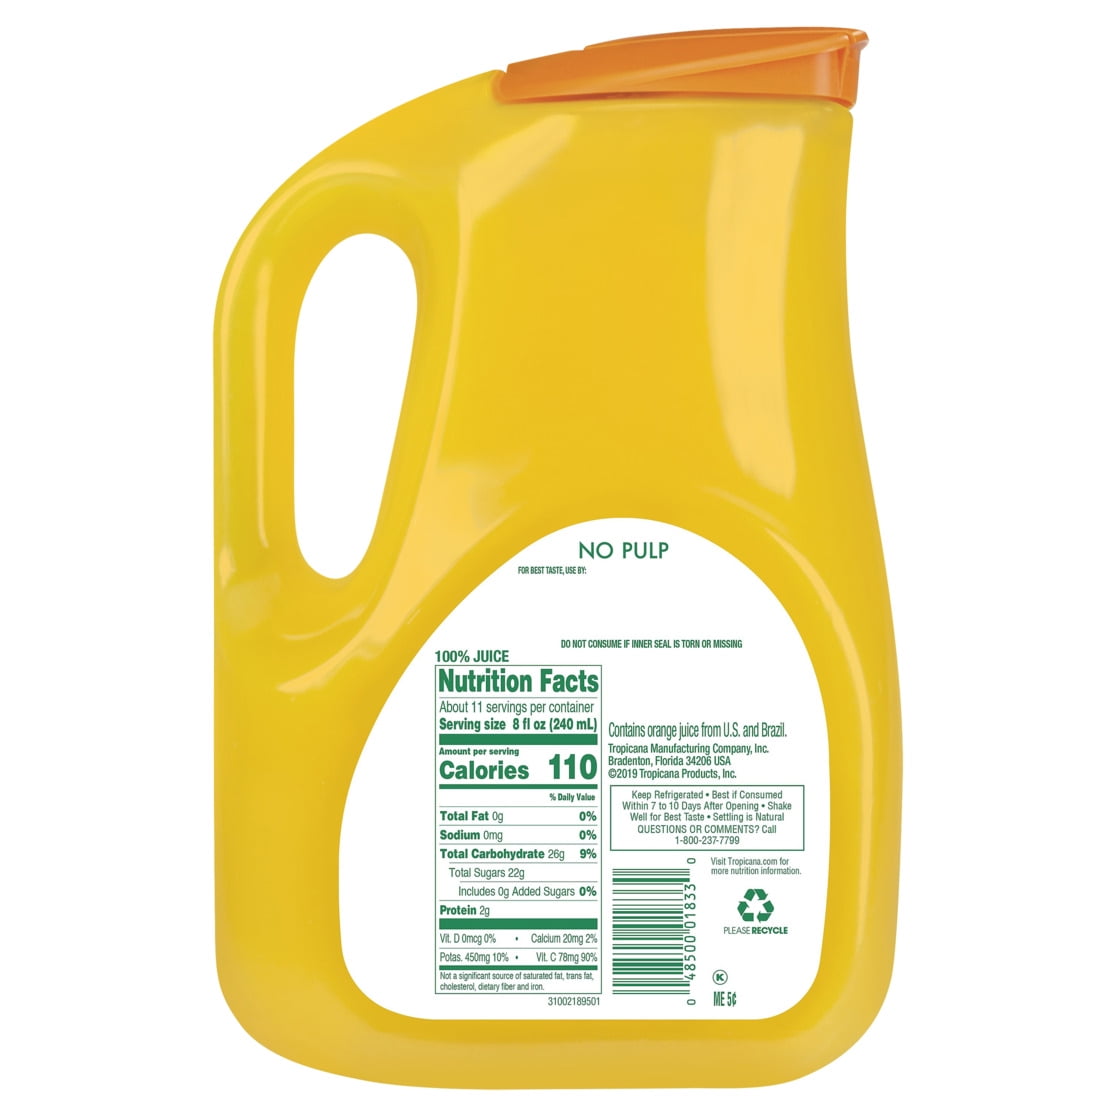 NO PULP
FOR BEST TASTE, USE BY:
DO NOT CONSUME IF INNER SEAL IS TORN OR MISSING
100% JUICE
Nutrition Facts
About 11 servings per container
Serving size 8 fl oz (240 mL)
Amount per serving
Calories 110
% Daily Value
Total Fat 0g 0%
Sodium 0mg 0%
Total Carbohydrate 26g 9%
Total Sugars 22g
Includes 0g Added Sugars 0%
Protein 2g
Vit. D 0mcg 0% • Calcium 20mg 2%
Potas. 450mg 10% • Vit. C 78mg 90%
Not a significant source of saturated fat, trans fat,
cholesterol, dietary fiber and iron.
31002189501
Contains orange juice from U.S. and Brazil.
Tropicana Manufacturing Company, Inc.
Bradenton, Florida 34206 USA
©2019 Tropicana Products, Inc.
Keep Refrigerated • Best if Consumed
Within 7 to 10 Days After Opening • Shake
Well for Best Taste • Settling is Natural
QUESTIONS OR COMMENTS? Call
1-800-237-7799
0 48500 01833 0
Visit Tropicana.com for
more nutrition information.
PLEASE RECYCLE
K
ME 5¢